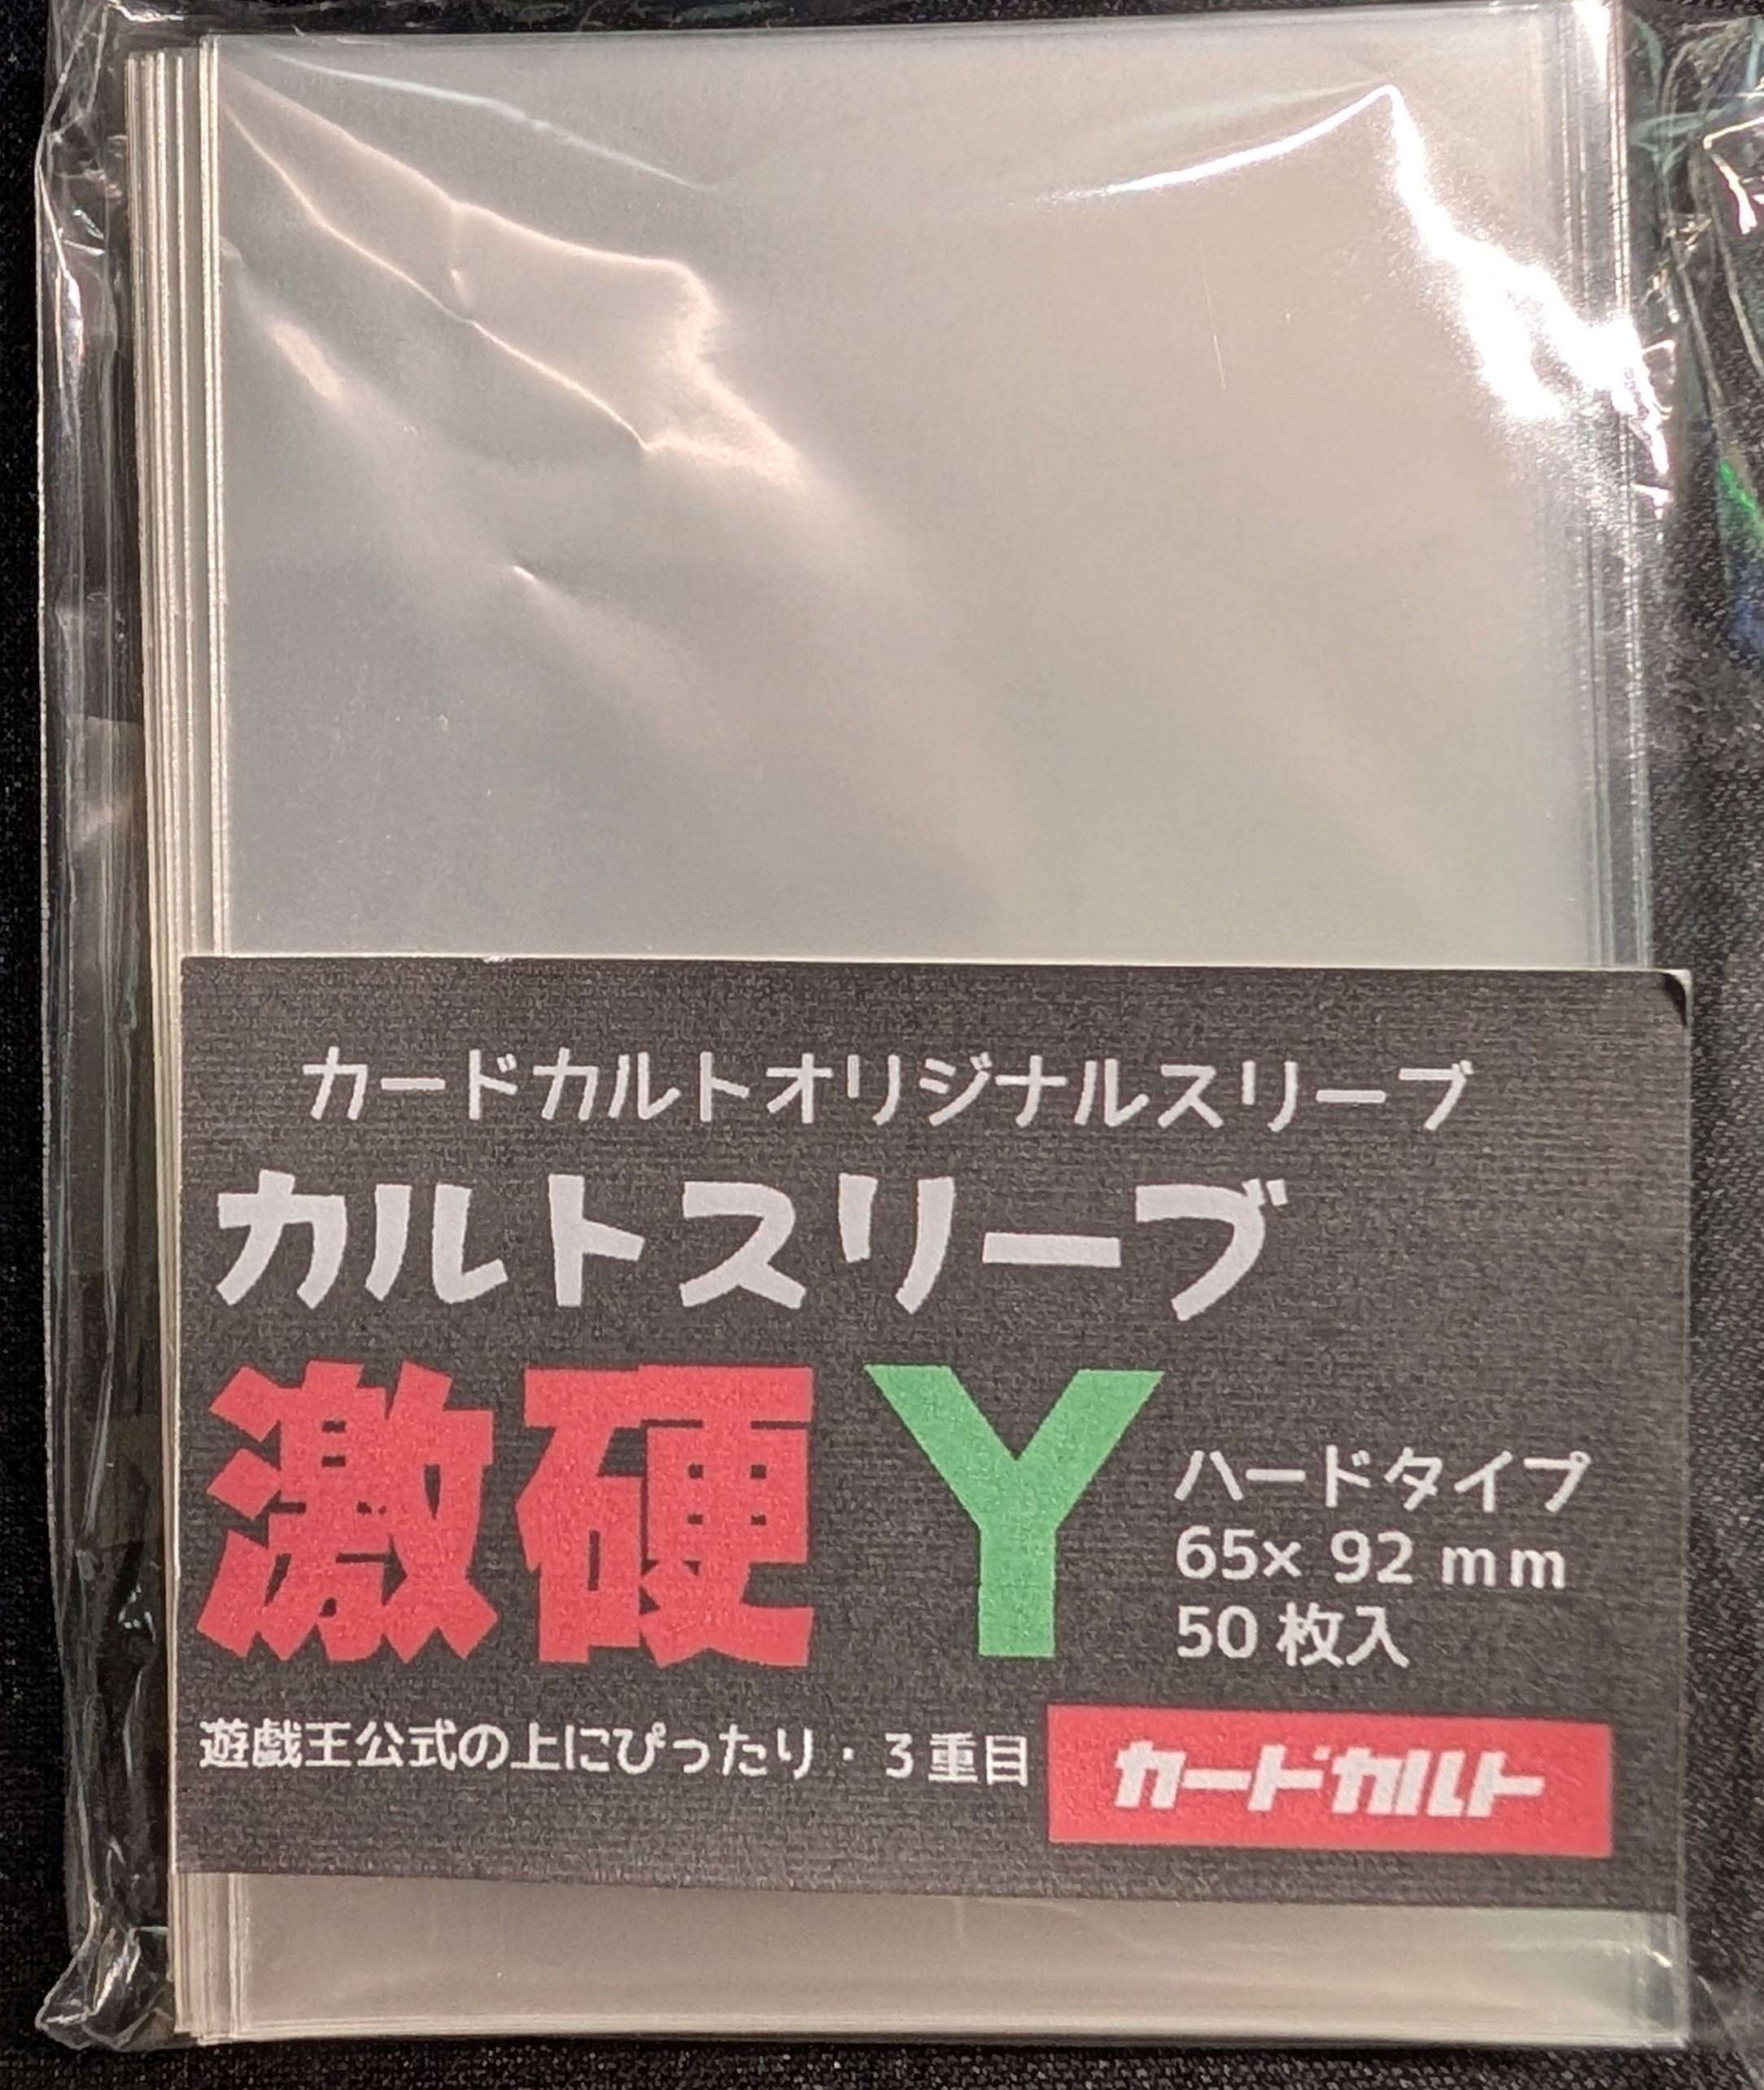 カードカルトオリジナルスリーブ
カルトスリーブ
激硬Y
ハードタイプ
65× 92 mm
50 枚入
遊戯王公式の上にぴったり・3重目
カードカルト